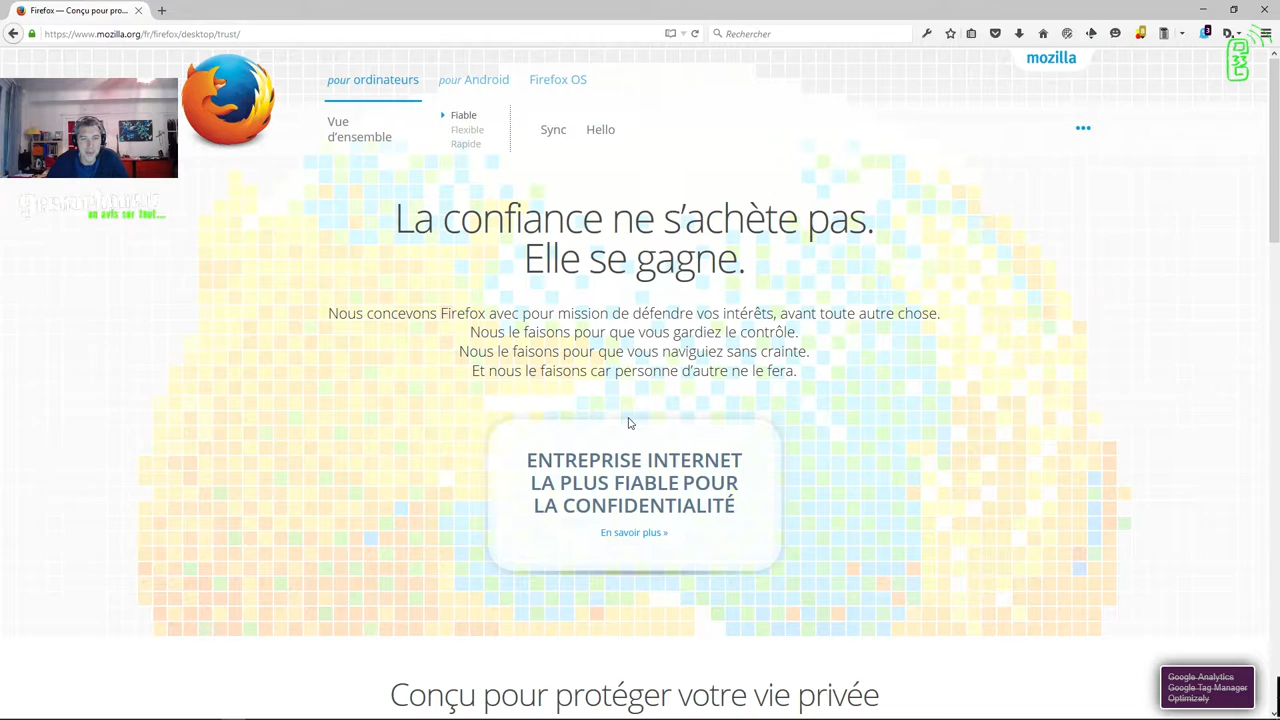 Firefox — Conçu pour pro...
https://www.mozilla.org/fr/firefox/desktop/trust/
Rechercher
3
mozilla
pour ordinateurs
pour Android
Firefox OS
Vue
d'ensemble
Fiable
Flexible
Rapide
Sync
Hello
un avis sur tout...
La confiance ne s'achète pas.
Elle se gagne.
Nous concevons Firefox avec pour mission de défendre vos intérêts, avant toute autre chose.
Nous le faisons pour que vous gardiez le contrôle.
Nous le faisons pour que vous naviguiez sans crainte.
Et nous le faisons car personne d'autre ne le fera.
ENTREPRISE INTERNET
LA PLUS FIABLE POUR
LA CONFIDENTIALITÉ
En savoir plus »
Conçu pour protéger votre vie privée
Google Analytics
Google Tag Manager
Optimizely